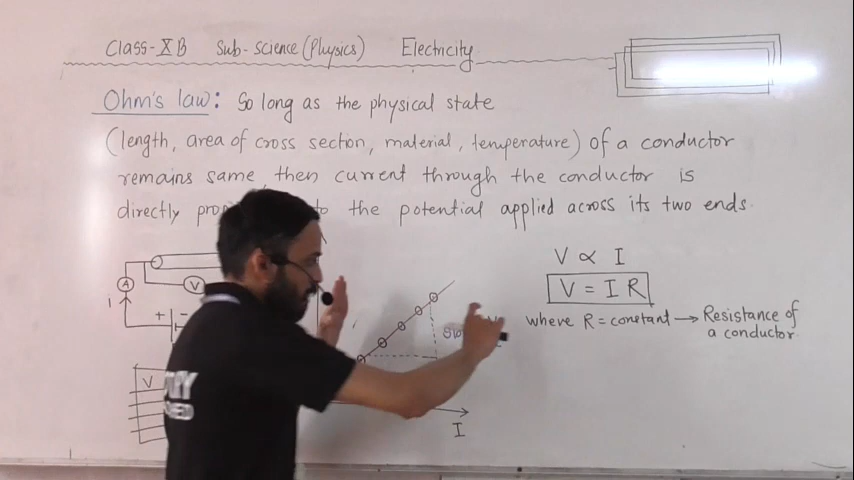 Class-XB Sub-science (Physics) Electricity
Ohm's law: So long as the physical state
(length, area of cross section, material, temperature) of a conductor
remains same, then current through the conductor is
directly to the potential applied across its two ends.
V ∝ I
V = I R
where R = constant → Resistance of
a conductor
A
V
I
+ -
V
I